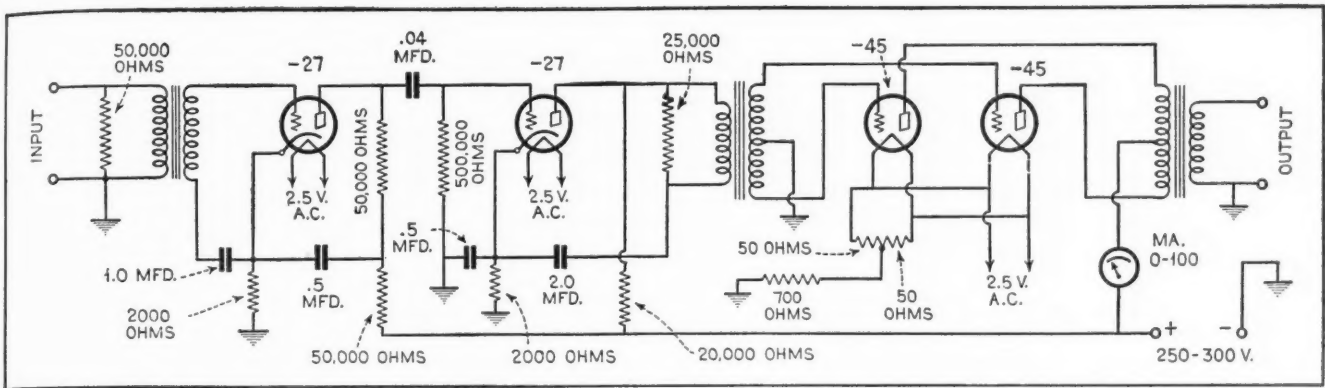 50,000
OHMS
INPUT
-27
.04
MFD.
50,000 OHMS
500,000
OHMS
-27
25,000
OHMS
-45
-45
OUTPUT
2.5 V.
A.C.
2.5 V.
A.C.
1.0 MFD.
.5
MFD.
.5
MFD.
2.0
MFD.
2000
OHMS
50,000 OHMS
2000 OHMS
20,000 OHMS
50 OHMS
700
OHMS
50
OHMS
2.5 V.
A.C.
MA.
0-100
+ -
250-300 V.